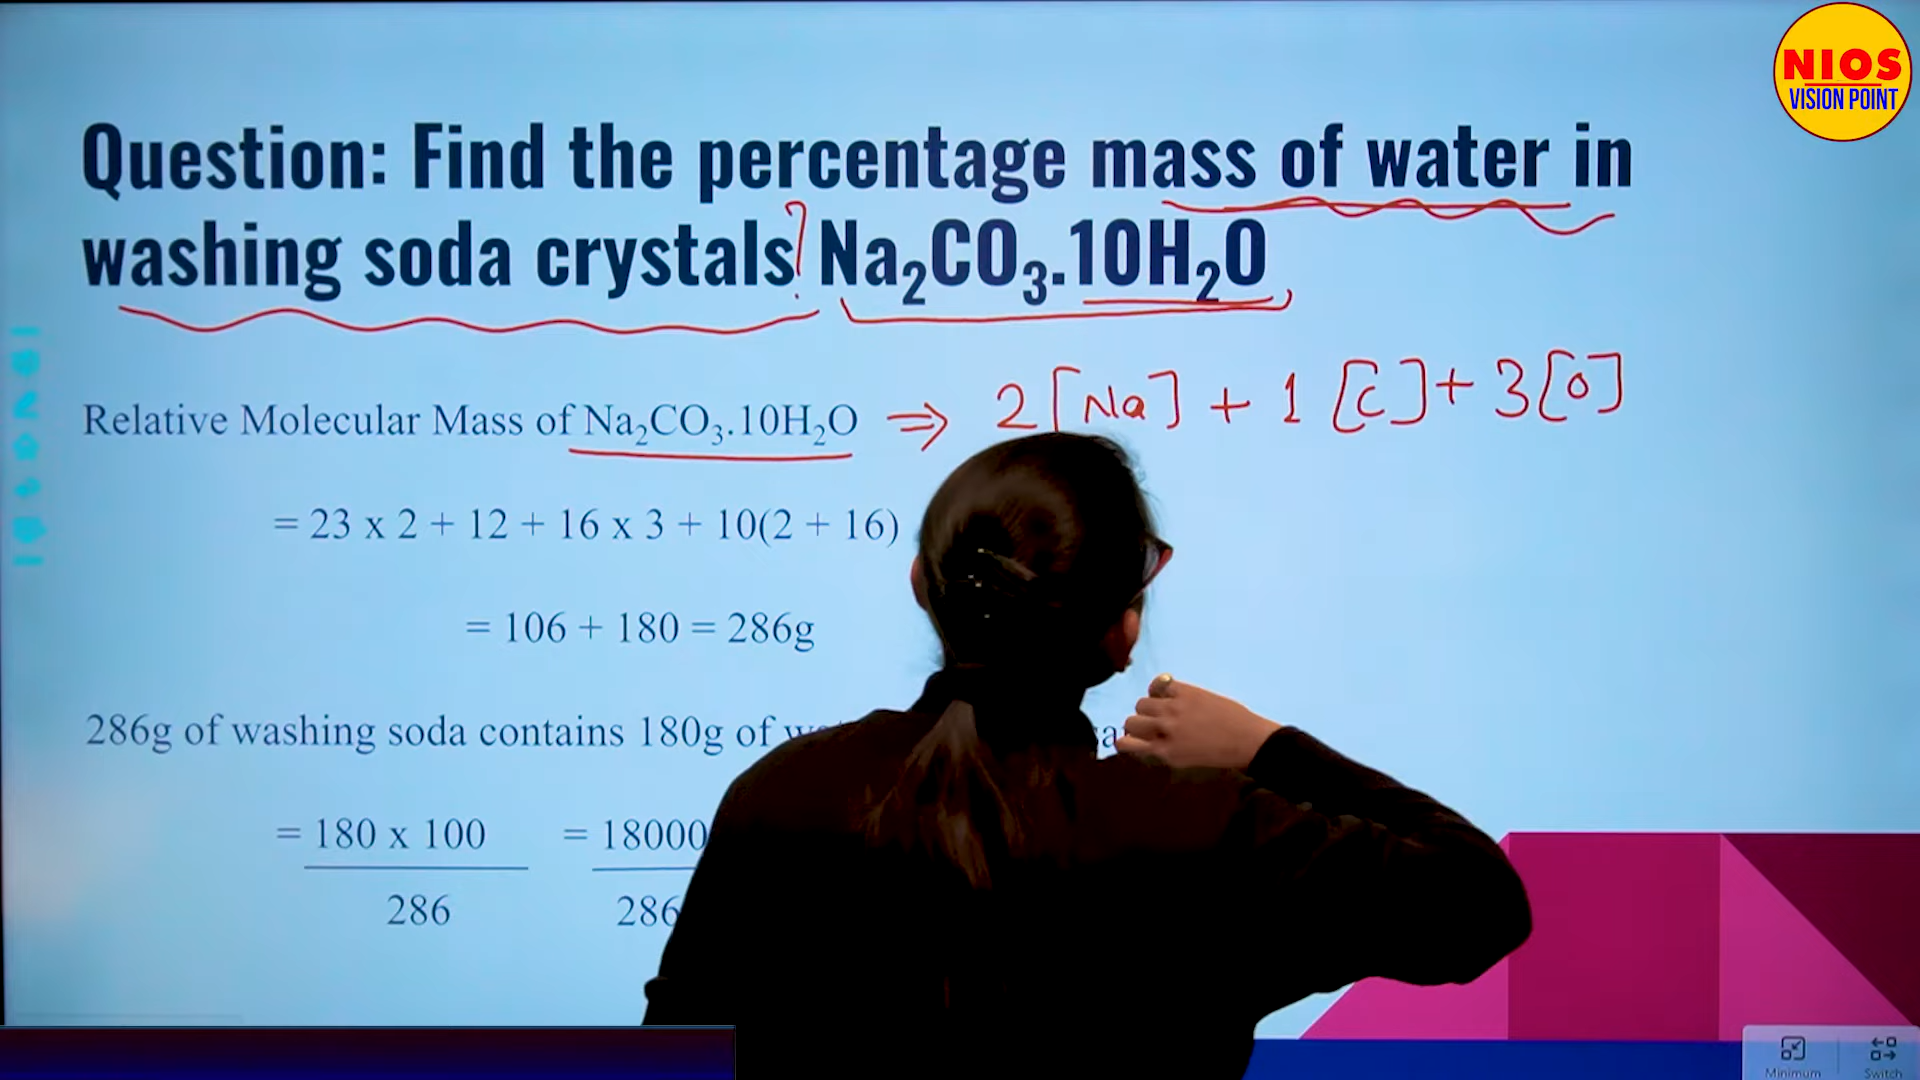 NIOS
VISION POINT
Question: Find the percentage mass of water in
washing soda crystals? Na₂CO₃.10H₂O
Relative Molecular Mass of Na₂CO₃.10H₂O ⇒ 2[Na] + 1[C] + 3[O]
= 23 x 2 + 12 + 16 x 3 + 10(2 + 16)
= 106 + 180 = 286g
286g of washing soda contains 180g of
= 180 x 100 = 18000
286 286
Minimum Switch